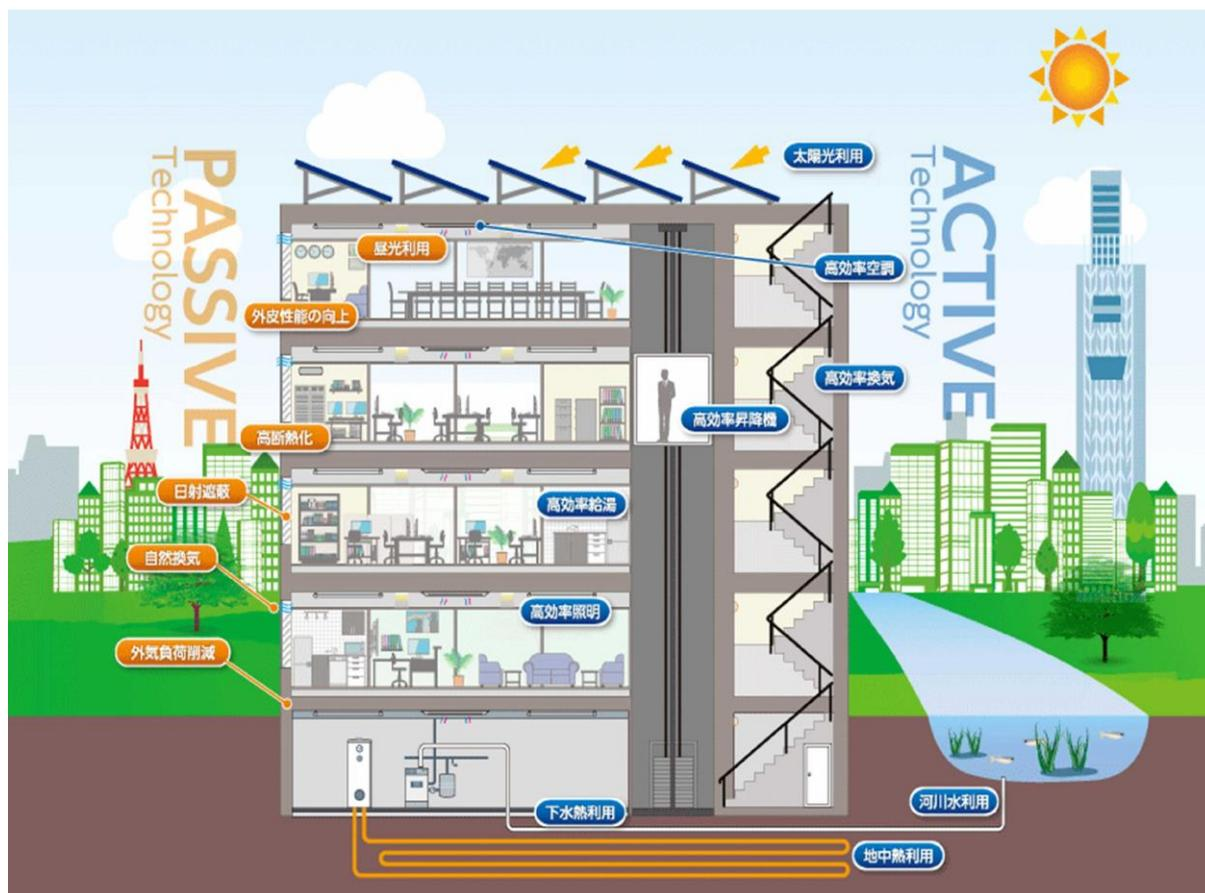 PASSIVE
Technology
ACTIVE
Technology
太陽光利用
昼光利用
高効率空調
外皮性能の向上
高効率換気
高効率昇降機
高断熱化
日射遮蔽
高効率給湯
自然換気
高効率照明
外気負荷削減
下水熱利用
河川水利用
地中熱利用